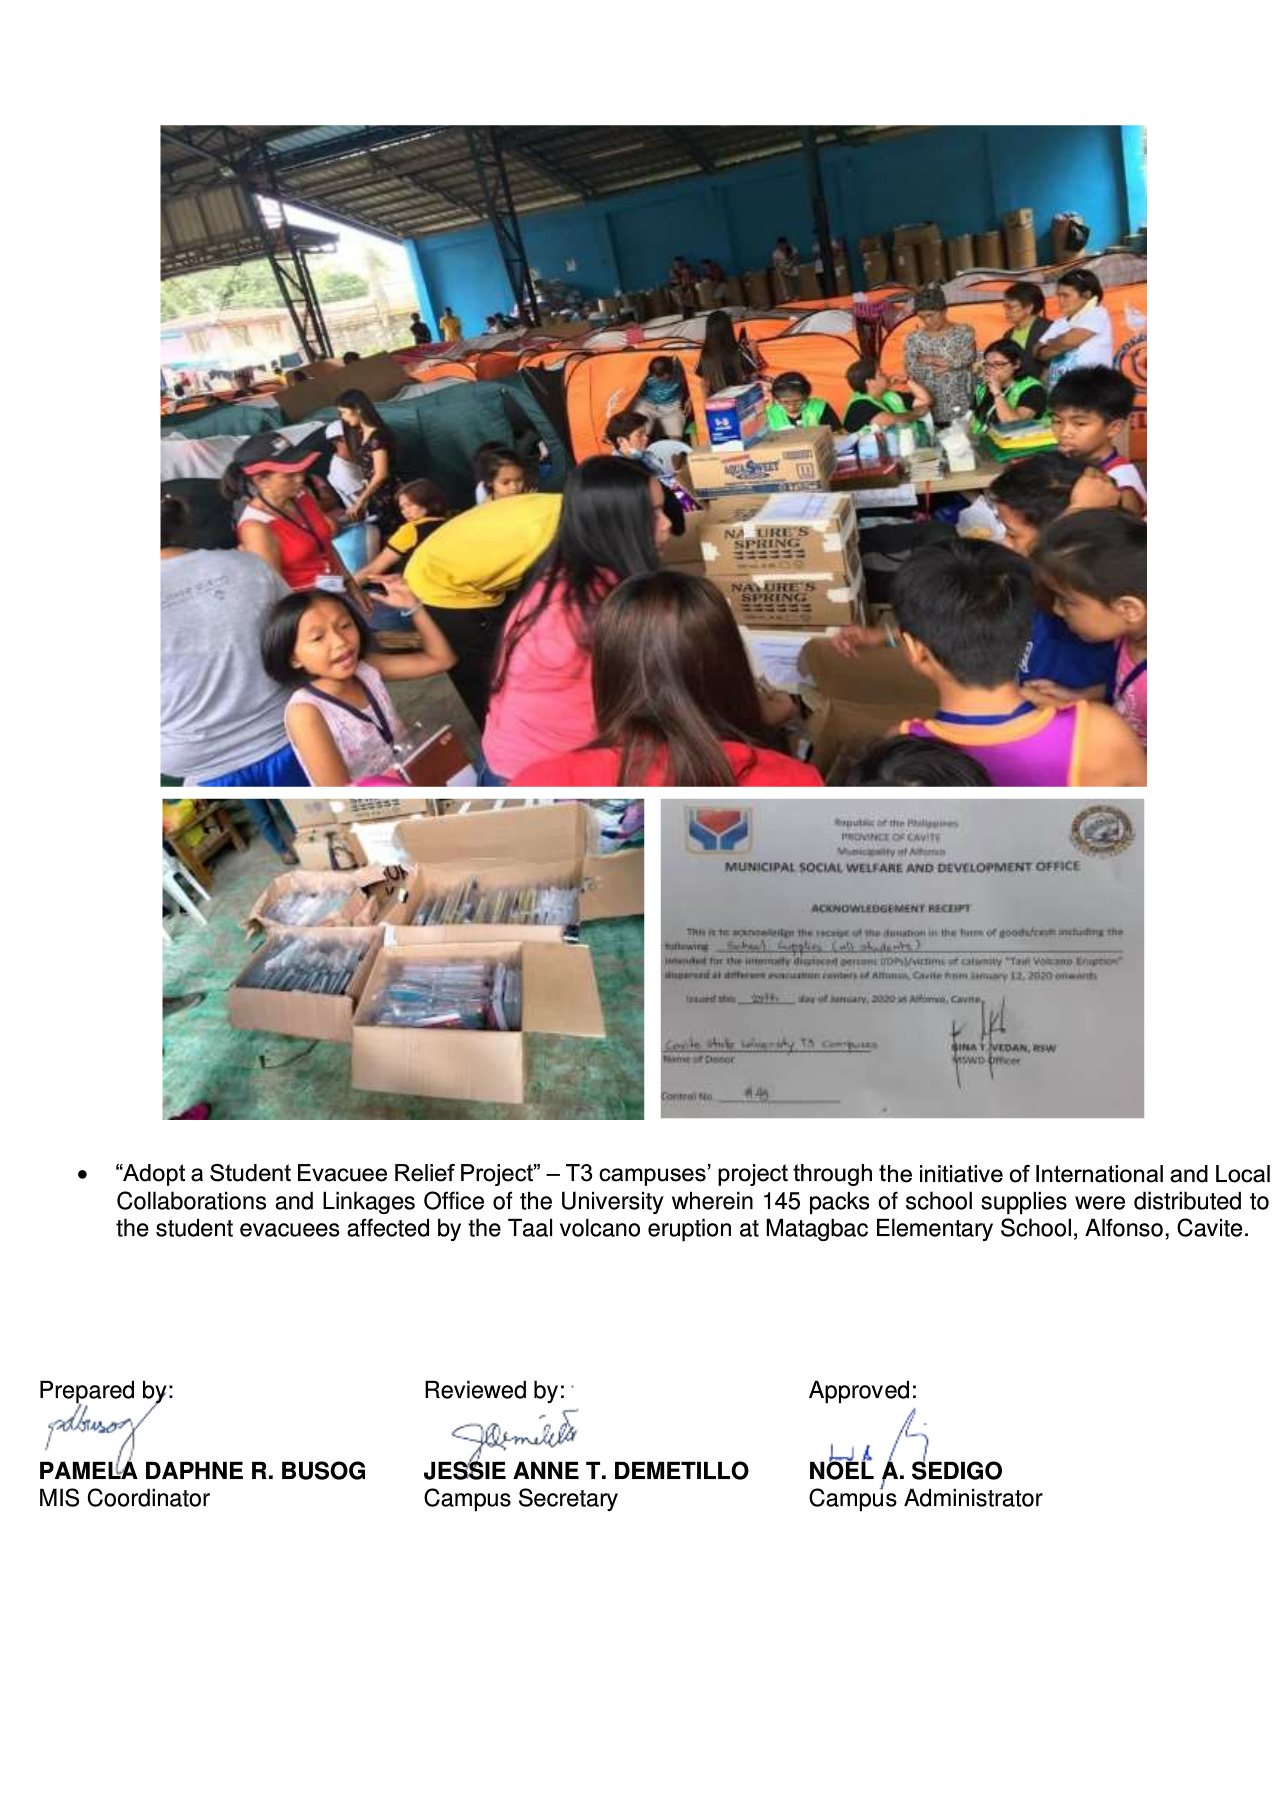 AQUA SWEET
NATURE'S
SPRING
NATURE'S
SPRING
Republic of the Philippines
PROVINCE OF CAVITE
Municipality of Alfonso
MUNICIPAL SOCIAL WELFARE AND DEVELOPMENT OFFICE
ACKNOWLEDGEMENT RECEIPT
This is to acknowledge the receipt of the donation in the form of goods/cash including the
following School Supplies (all students)
intended for the internally displaced persons (IDPs)/victims of calamity "Taal Volcano Eruption"
dispersed at different evacuation centers of Alfonso, Cavite from January 12, 2020 onwards
Issued this day of January, 2020 at Alfonso, Cavite.
Cavite State University T3 Campuses
Name of Donor
VEDAN, RSW
MSWD Officer
Control No.
• “Adopt a Student Evacuee Relief Project” – T3 campuses’ project through the initiative of International and Local
Collaborations and Linkages Office of the University wherein 145 packs of school supplies were distributed to
the student evacuees affected by the Taal volcano eruption at Matagbac Elementary School, Alfonso, Cavite.
Prepared by: Reviewed by: Approved:
pdbusog JDemetillo
PAMELA DAPHNE R. BUSOG JESSIE ANNE T. DEMETILLO NOEL A. SEDIGO
MIS Coordinator Campus Secretary Campus Administrator